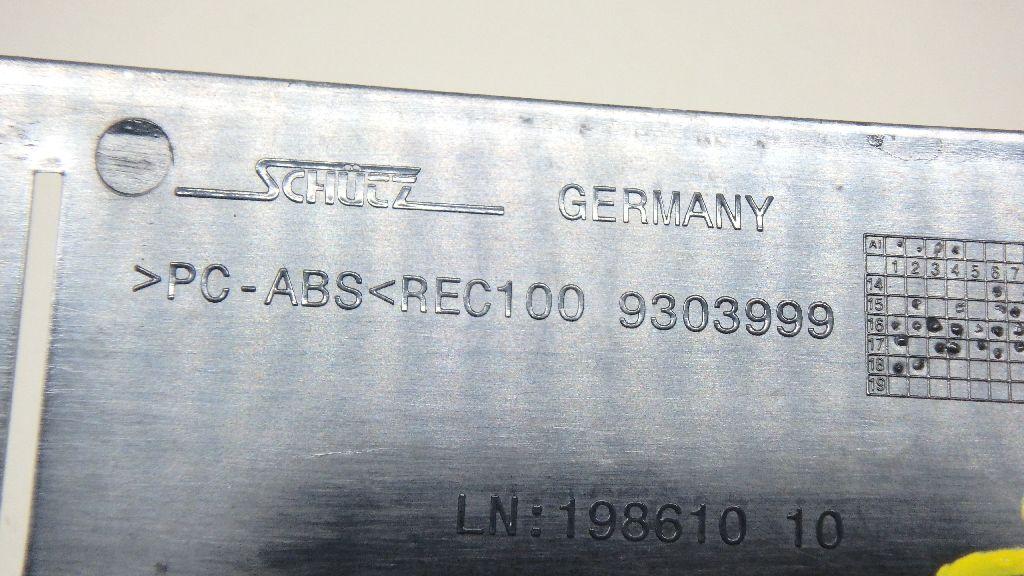 SCHÜTZ GERMANY
>PC-ABS<REC100 9303999
A1
1 2 3 4 5 6 7
14
15
16
17
18
19
LN:198610 10